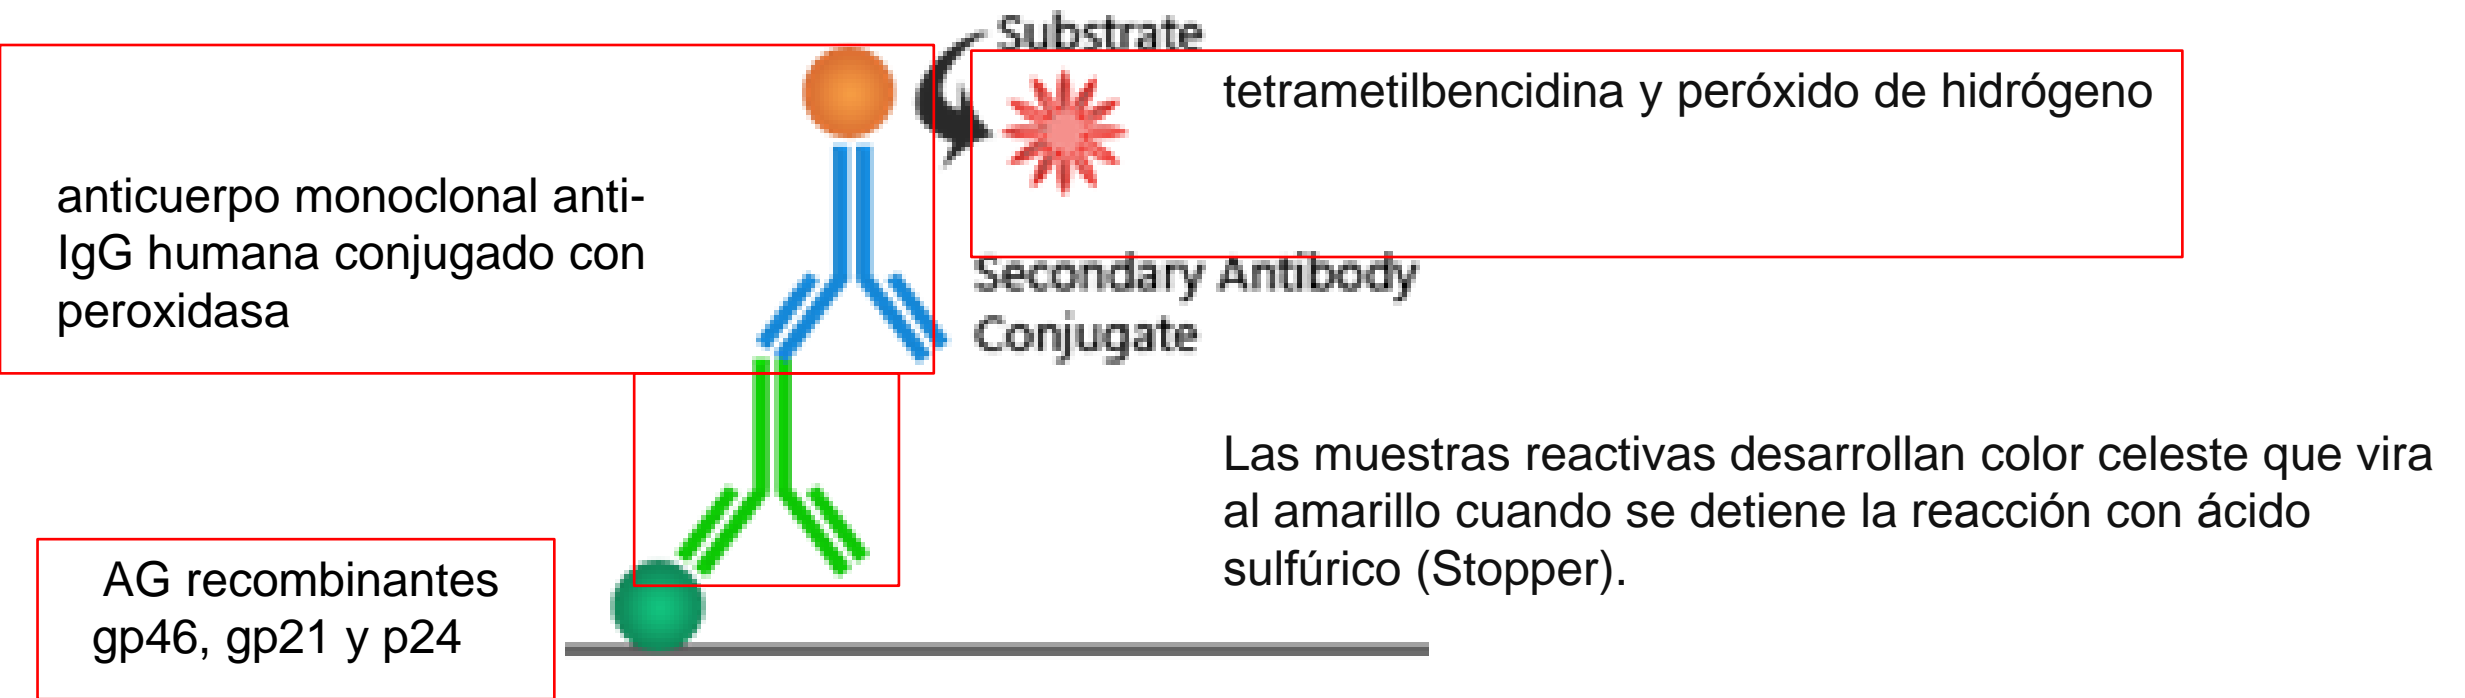 Substrate
tetrametilbencidina y peróxido de hidrógeno
anticuerpo monoclonal anti-
IgG humana conjugado con
peroxidasa
Secondary Antibody
Conjugate
Las muestras reactivas desarrollan color celeste que vira
al amarillo cuando se detiene la reacción con ácido
sulfúrico (Stopper).
AG recombinantes
gp46, gp21 y p24